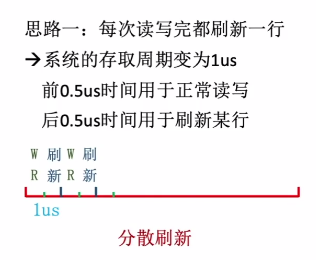 思路一：每次读写完都刷新一行
→系统的存取周期变为1us
前0.5us时间用于正常读写
后0.5us时间用于刷新某行
W 刷 W 刷
R 新 R 新
1us
分散刷新